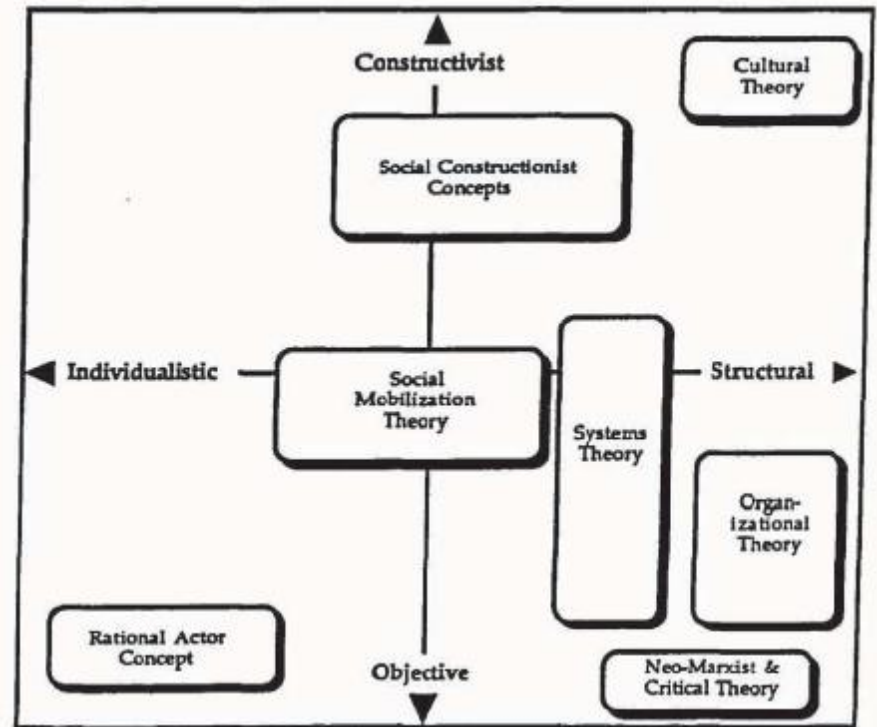 Constructivist
Cultural
Theory
Social Constructionist
Concepts
Individualistic
Social
Mobilization
Theory
Systems
Theory
Structural
Organ-
izational
Theory
Rational Actor
Concept
Objective
Neo-Marxist &
Critical Theory